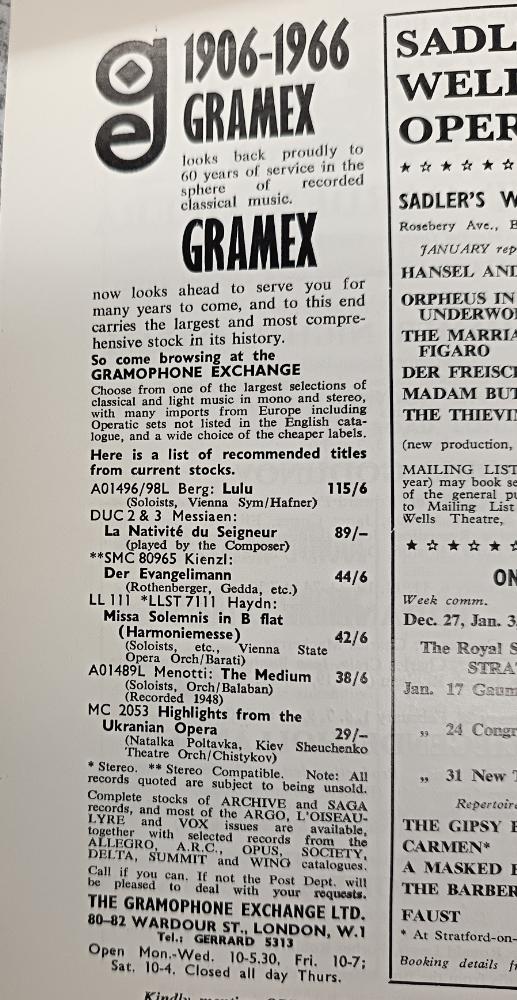 ge
1906-1966
GRAMEX
looks back proudly to
60 years of service in the
sphere of recorded
classical music.
GRAMEX
now looks ahead to serve you for
many years to come, and to this end
carries the largest and most compre-
hensive stock in its history.
So come browsing at the
GRAMOPHONE EXCHANGE
Choose from one of the largest selections of
classical and light music in mono and stereo,
with many imports from Europe including
Operatic sets not listed in the English cata-
logue, and a wide choice of the cheaper labels.
Here is a list of recommended titles
from current stocks.
A01496/98L Berg: Lulu 115/6
(Soloists, Vienna Sym/Hafner)
DUC 2 & 3 Messiaen:
La Nativité du Seigneur 89/–
(played by the Composer)
**SMC 80965 Kienzl:
Der Evangelimann 44/6
(Rothenberger, Gedda, etc.)
LL 111 *LLST 7111 Haydn:
Missa Solemnis in B flat
(Harmoniemesse) 42/6
(Soloists, etc., Vienna State
Opera Orch/Barati)
A01489L Menotti: The Medium 38/6
(Soloists, Orch/Balaban)
(Recorded 1948)
MC 2053 Highlights from the
Ukranian Opera 29/–
(Natalka Poltavka, Kiev Sheuchenko
Theatre Orch/Chistykov)
* Stereo. ** Stereo Compatible. Note: All
records quoted are subject to being unsold.
Complete stocks of ARCHIVE and SAGA
records, and most of the ARGO, L'OISEAU-
LYRE and VOX issues are available,
together with selected records from the
ALLEGRO, A.R.C., OPUS, SOCIETY,
DELTA, SUMMIT and WING catalogues.
Call if you can. If not the Post Dept. will
be pleased to deal with your requests.
THE GRAMOPHONE EXCHANGE LTD.
80–82 WARDOUR ST., LONDON, W.1
Tel.: GERRARD 5313
Open Mon.-Wed. 10-5.30, Fri. 10-7;
Sat. 10-4. Closed all day Thurs.
Kindly
SADL
WELL
OPER
SADLER'S W
Rosebery Ave., E
JANUARY rep
HANSEL AND
ORPHEUS IN
UNDERWO
THE MARRIA
FIGARO
DER FREISC
MADAM BUT
THE THIEVIN
(new production,
MAILING LIST
year) may book se
of the general pu
to Mailing List
Wells Theatre,
ON
Week comm.
Dec. 27, Jan. 3,
The Royal S
STRA
Jan. 17 Gaum
„ 24 Congr
„ 31 New T
Repertoire
THE GIPSY B
CARMEN*
A MASKED B
THE BARBER
FAUST
* At Stratford-on-
Booking details f